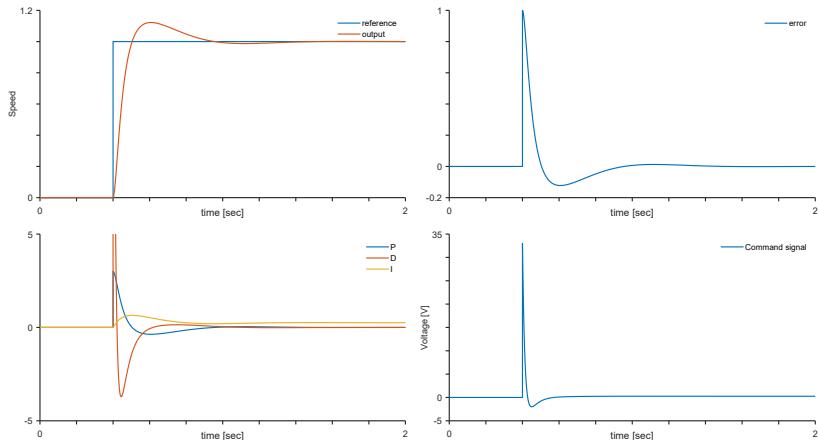 1.2
reference
output
Speed
0
0
2
time [sec]
1
error
-0.2
0
2
time [sec]
5
P
D
I
0
-5
0
2
time [sec]
35
Command signal
Voltage [V]
0
-5
0
2
time [sec]